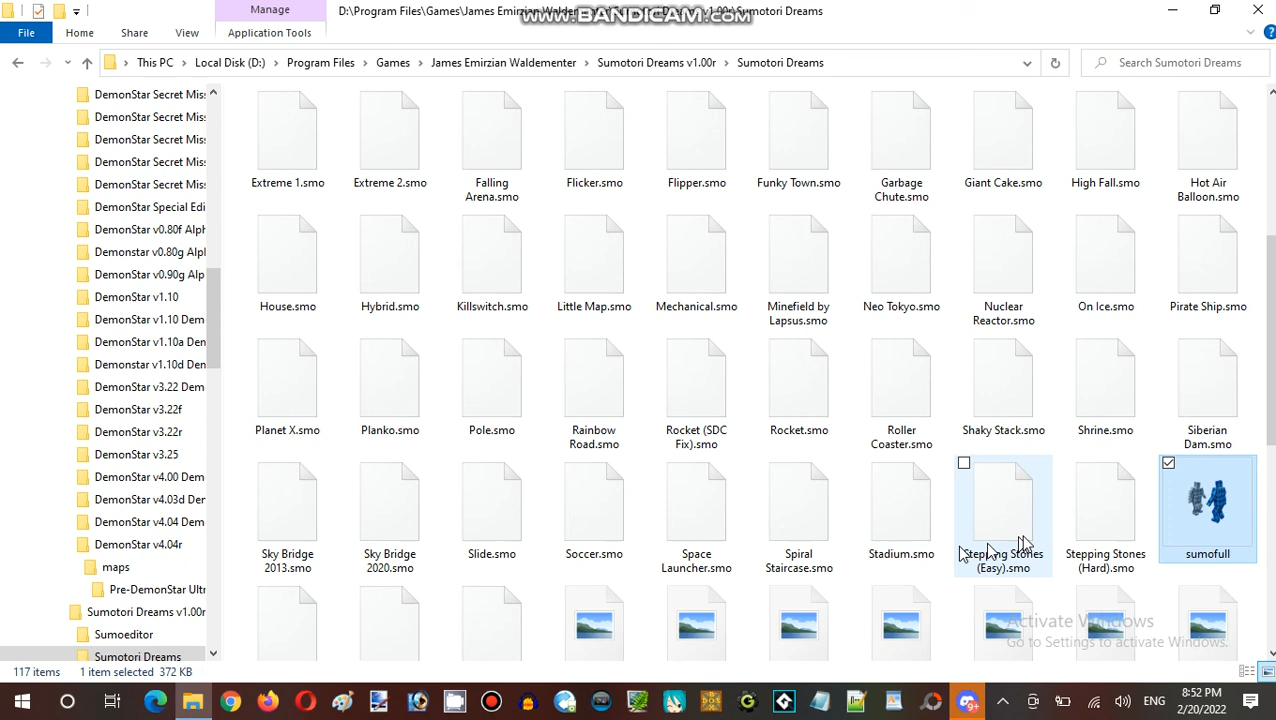 Manage
D:\Program Files\Games\James Emirzian Waldementer\Sumotori Dreams v1.00r\Sumotori Dreams
www.BANDICAM.com
File
Home
Share
View
Application Tools
This PC
Local Disk (D:)
Program Files
Games
James Emirzian Waldementer
Sumotori Dreams v1.00r
Sumotori Dreams
Search Sumotori Dreams
DemonStar Secret Miss
DemonStar Secret Miss
DemonStar Secret Miss
DemonStar Secret Miss
DemonStar Secret Miss
DemonStar Special Edi
Demonstar v0.80f Alph
Demonstar v0.80g Alph
DemonStar v0.90g Alp
DemonStar v1.10
DemonStar v1.10 Dem
DemonStar v1.10a Den
Demonstar v1.10d Den
DemonStar v3.22 Dem
DemonStar v3.22f
DemonStar v3.22r
DemonStar v3.25
DemonStar v4.00 Dem
DemonStar v4.03d Den
DemonStar v4.04 Dem
DemonStar v4.04r
maps
Pre-DemonStar Ultr
Sumotori Dreams v1.00r
Sumoeditor
Sumotori Dreams
Extreme 1.smo
Extreme 2.smo
Falling
Arena.smo
Flicker.smo
Flipper.smo
Funky Town.smo
Garbage
Chute.smo
Giant Cake.smo
High Fall.smo
Hot Air
Balloon.smo
House.smo
Hybrid.smo
Killswitch.smo
Little Map.smo
Mechanical.smo
Minefield by
Lapsus.smo
Neo Tokyo.smo
Nuclear
Reactor.smo
On Ice.smo
Pirate Ship.smo
Planet X.smo
Planko.smo
Pole.smo
Rainbow
Road.smo
Rocket (SDC
Fix).smo
Rocket.smo
Roller
Coaster.smo
Shaky Stack.smo
Shrine.smo
Siberian
Dam.smo
Sky Bridge
2013.smo
Sky Bridge
2020.smo
Slide.smo
Soccer.smo
Space
Launcher.smo
Spiral
Staircase.smo
Stadium.smo
Stepping Stones
(Easy).smo
Stepping Stones
(Hard).smo
sumofull
Activate Windows
Go to Settings to activate Windows.
117 items
1 item selected 372 KB
9+
ENG
8:52 PM
2/20/2022